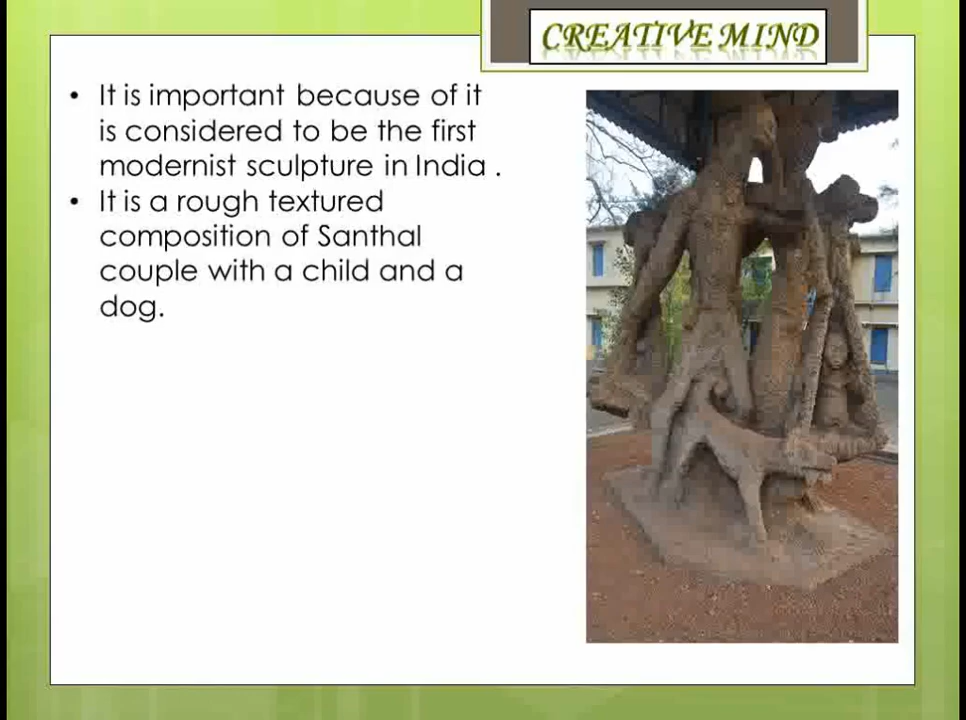 CREATIVE MIND
• It is important because of it
is considered to be the first
modernist sculpture in India .
• It is a rough textured
composition of Santhal
couple with a child and a
dog.